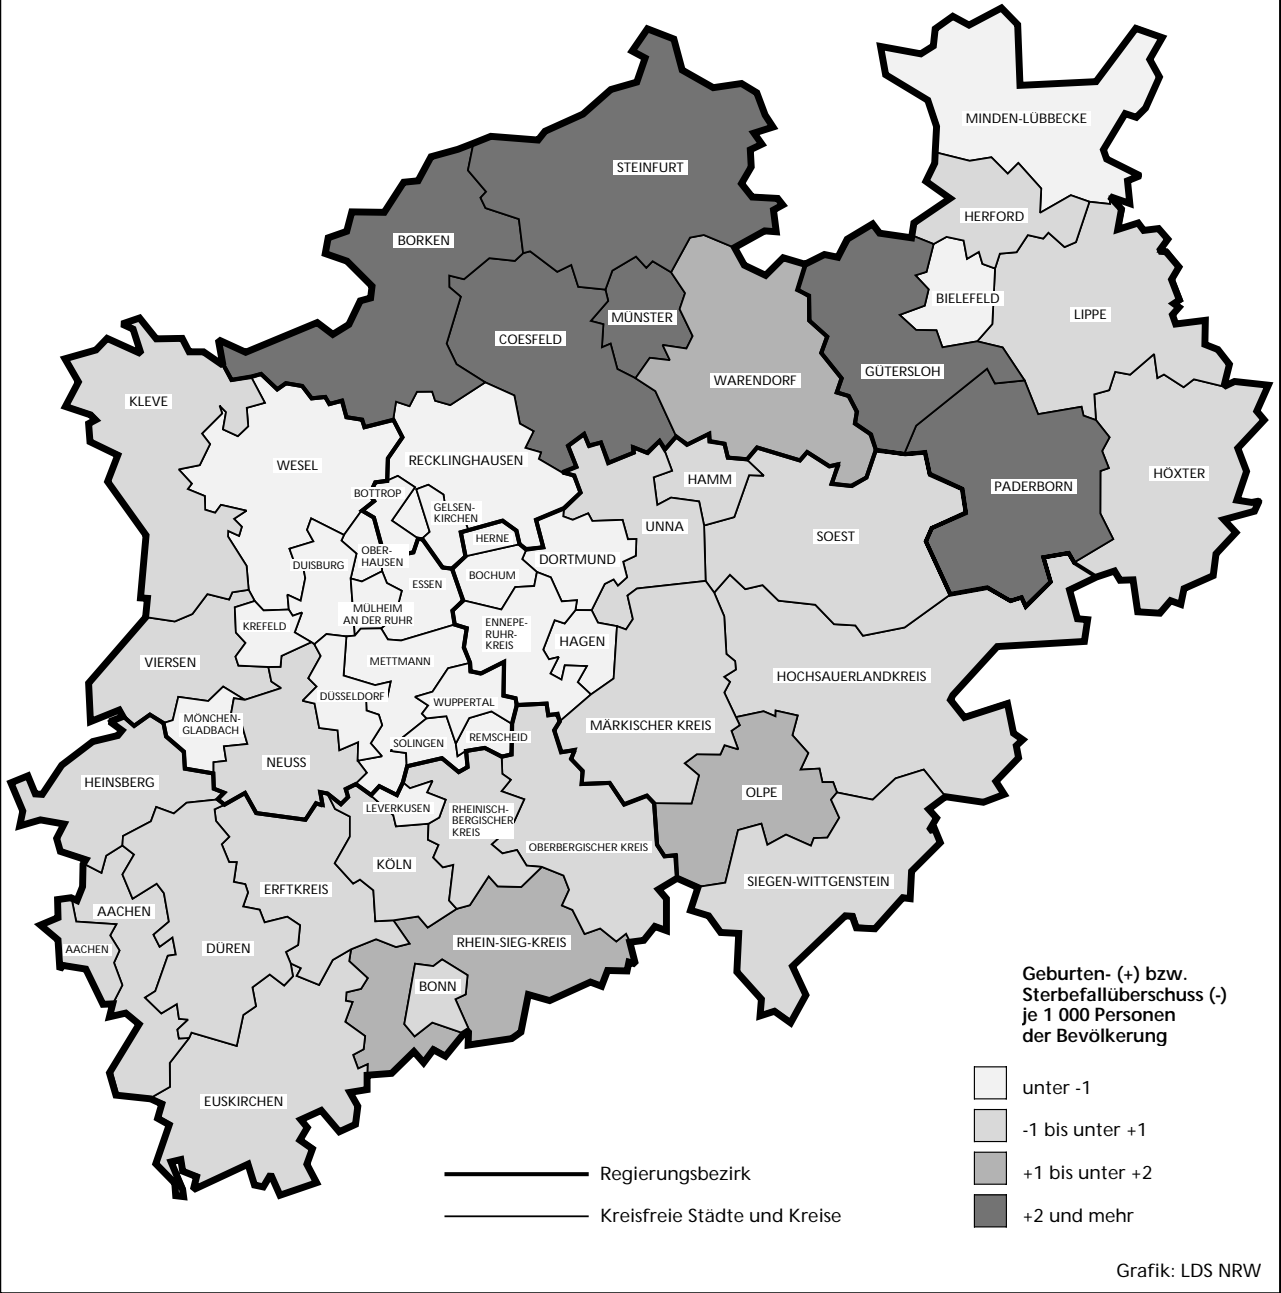 MINDEN-LÜBBECKE
STEINFURT
HERFORD
BORKEN
BIELEFELD
LIPPE
MÜNSTER
COESFELD
GÜTERSLOH
WARENDORF
KLEVE
RECKLINGHAUSEN
WESEL
HÖXTER
HAMM
PADERBORN
BOTTROP
GELSEN-
KIRCHEN
UNNA
SOEST
HERNE
OBER-
HAUSEN
DORTMUND
DUISBURG
BOCHUM
ESSEN
MÜLHEIM
AN DER RUHR
KREFELD
ENNEPE-
RUHR-
KREIS
HAGEN
VIERSEN
METTMANN
HOCHSAUERLANDKREIS
DÜSSELDORF
WUPPERTAL
MÖNCHEN-
GLADBACH
MÄRKISCHER KREIS
REMSCHEID
SOLINGEN
NEUSS
HEINSBERG
OLPE
LEVERKUSEN
RHEINISCH-
BERGISCHER
KREIS
OBERBERGISCHER KREIS
KÖLN
SIEGEN-WITTGENSTEIN
ERFTKREIS
AACHEN
RHEIN-SIEG-KREIS
AACHEN
DÜREN
BONN
EUSKIRCHEN
Geburten- (+) bzw.
Sterbefallüberschuss (-)
je 1 000 Personen
der Bevölkerung
unter -1
-1 bis unter +1
+1 bis unter +2
+2 und mehr
Regierungsbezirk
Kreisfreie Städte und Kreise
Grafik: LDS NRW